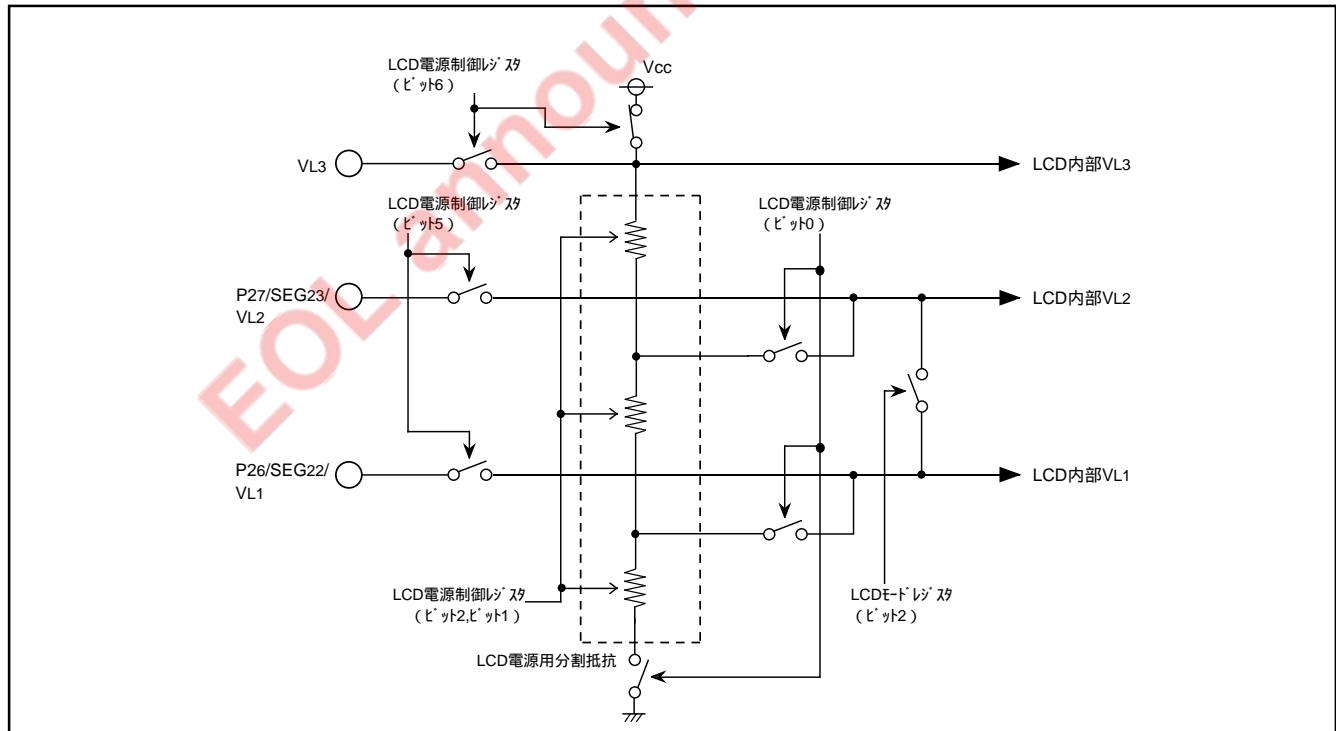 EOL announ
LCD電源制御レジスタ
（ビット6）
Vcc
VL3
LCD内部VL3
LCD電源制御レジスタ
（ビット5）
LCD電源制御レジスタ
（ビット0）
P27/SEG23/
VL2
LCD内部VL2
P26/SEG22/
VL1
LCD内部VL1
LCD電源制御レジスタ
（ビット2,ビット1）
LCDモードレジスタ
（ビット2）
LCD電源用分割抵抗